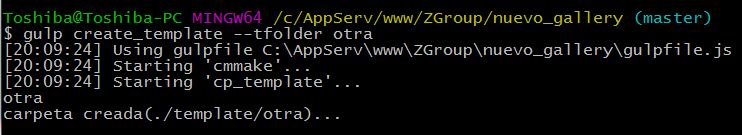 Toshiba@Toshiba-PC MINGW64 /c/AppServ/www/ZGroup/nuevo_gallery (master)
$ gulp create_template --tfolder otra
[20:09:24] Using gulpfile C:\AppServ\www\ZGroup\nuevo_gallery\gulpfile.js
[20:09:24] Starting 'cmmake'...
[20:09:24] Starting 'cp_template'...
otra
carpeta creada(./template/otra)...